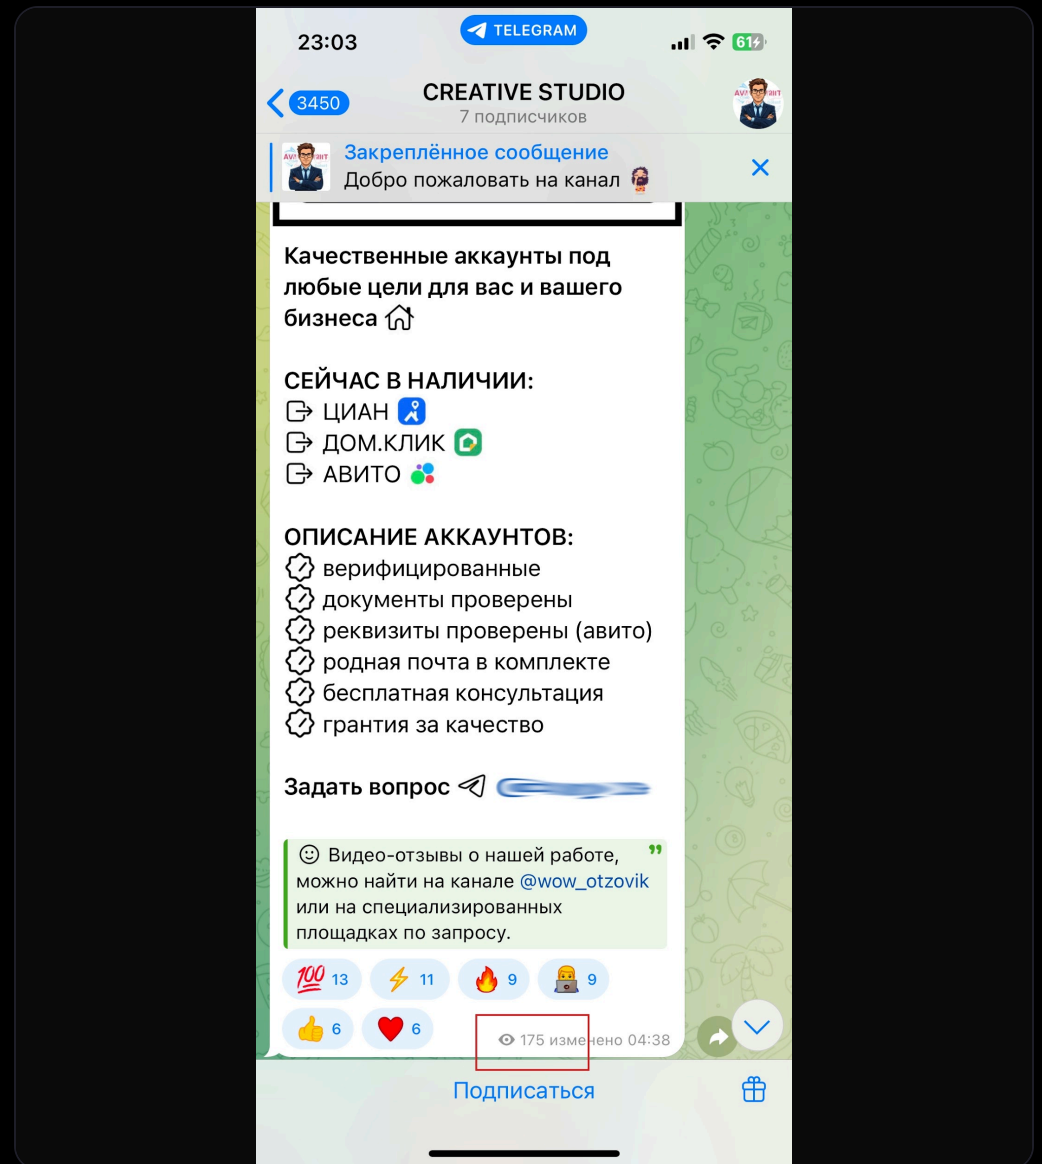 23:03
TELEGRAM
61
3450
CREATIVE STUDIO
7 подписчиков
Закреплённое сообщение
Добро пожаловать на канал
Качественные аккаунты под
любые цели для вас и вашего
бизнеса
СЕЙЧАС В НАЛИЧИИ:
ЦИАН
ДОМ.КЛИК
АВИТО
ОПИСАНИЕ АККАУНТОВ:
верифицированные
документы проверены
реквизиты проверены (авито)
родная почта в комплекте
бесплатная консультация
грантия за качество
Задать вопрос
Видео-отзывы о нашей работе,
можно найти на канале @wow_otzovik
или на специализированных
площадках по запросу.
100 13 11 9 9
6 6
175 изменено 04:38
Подписаться